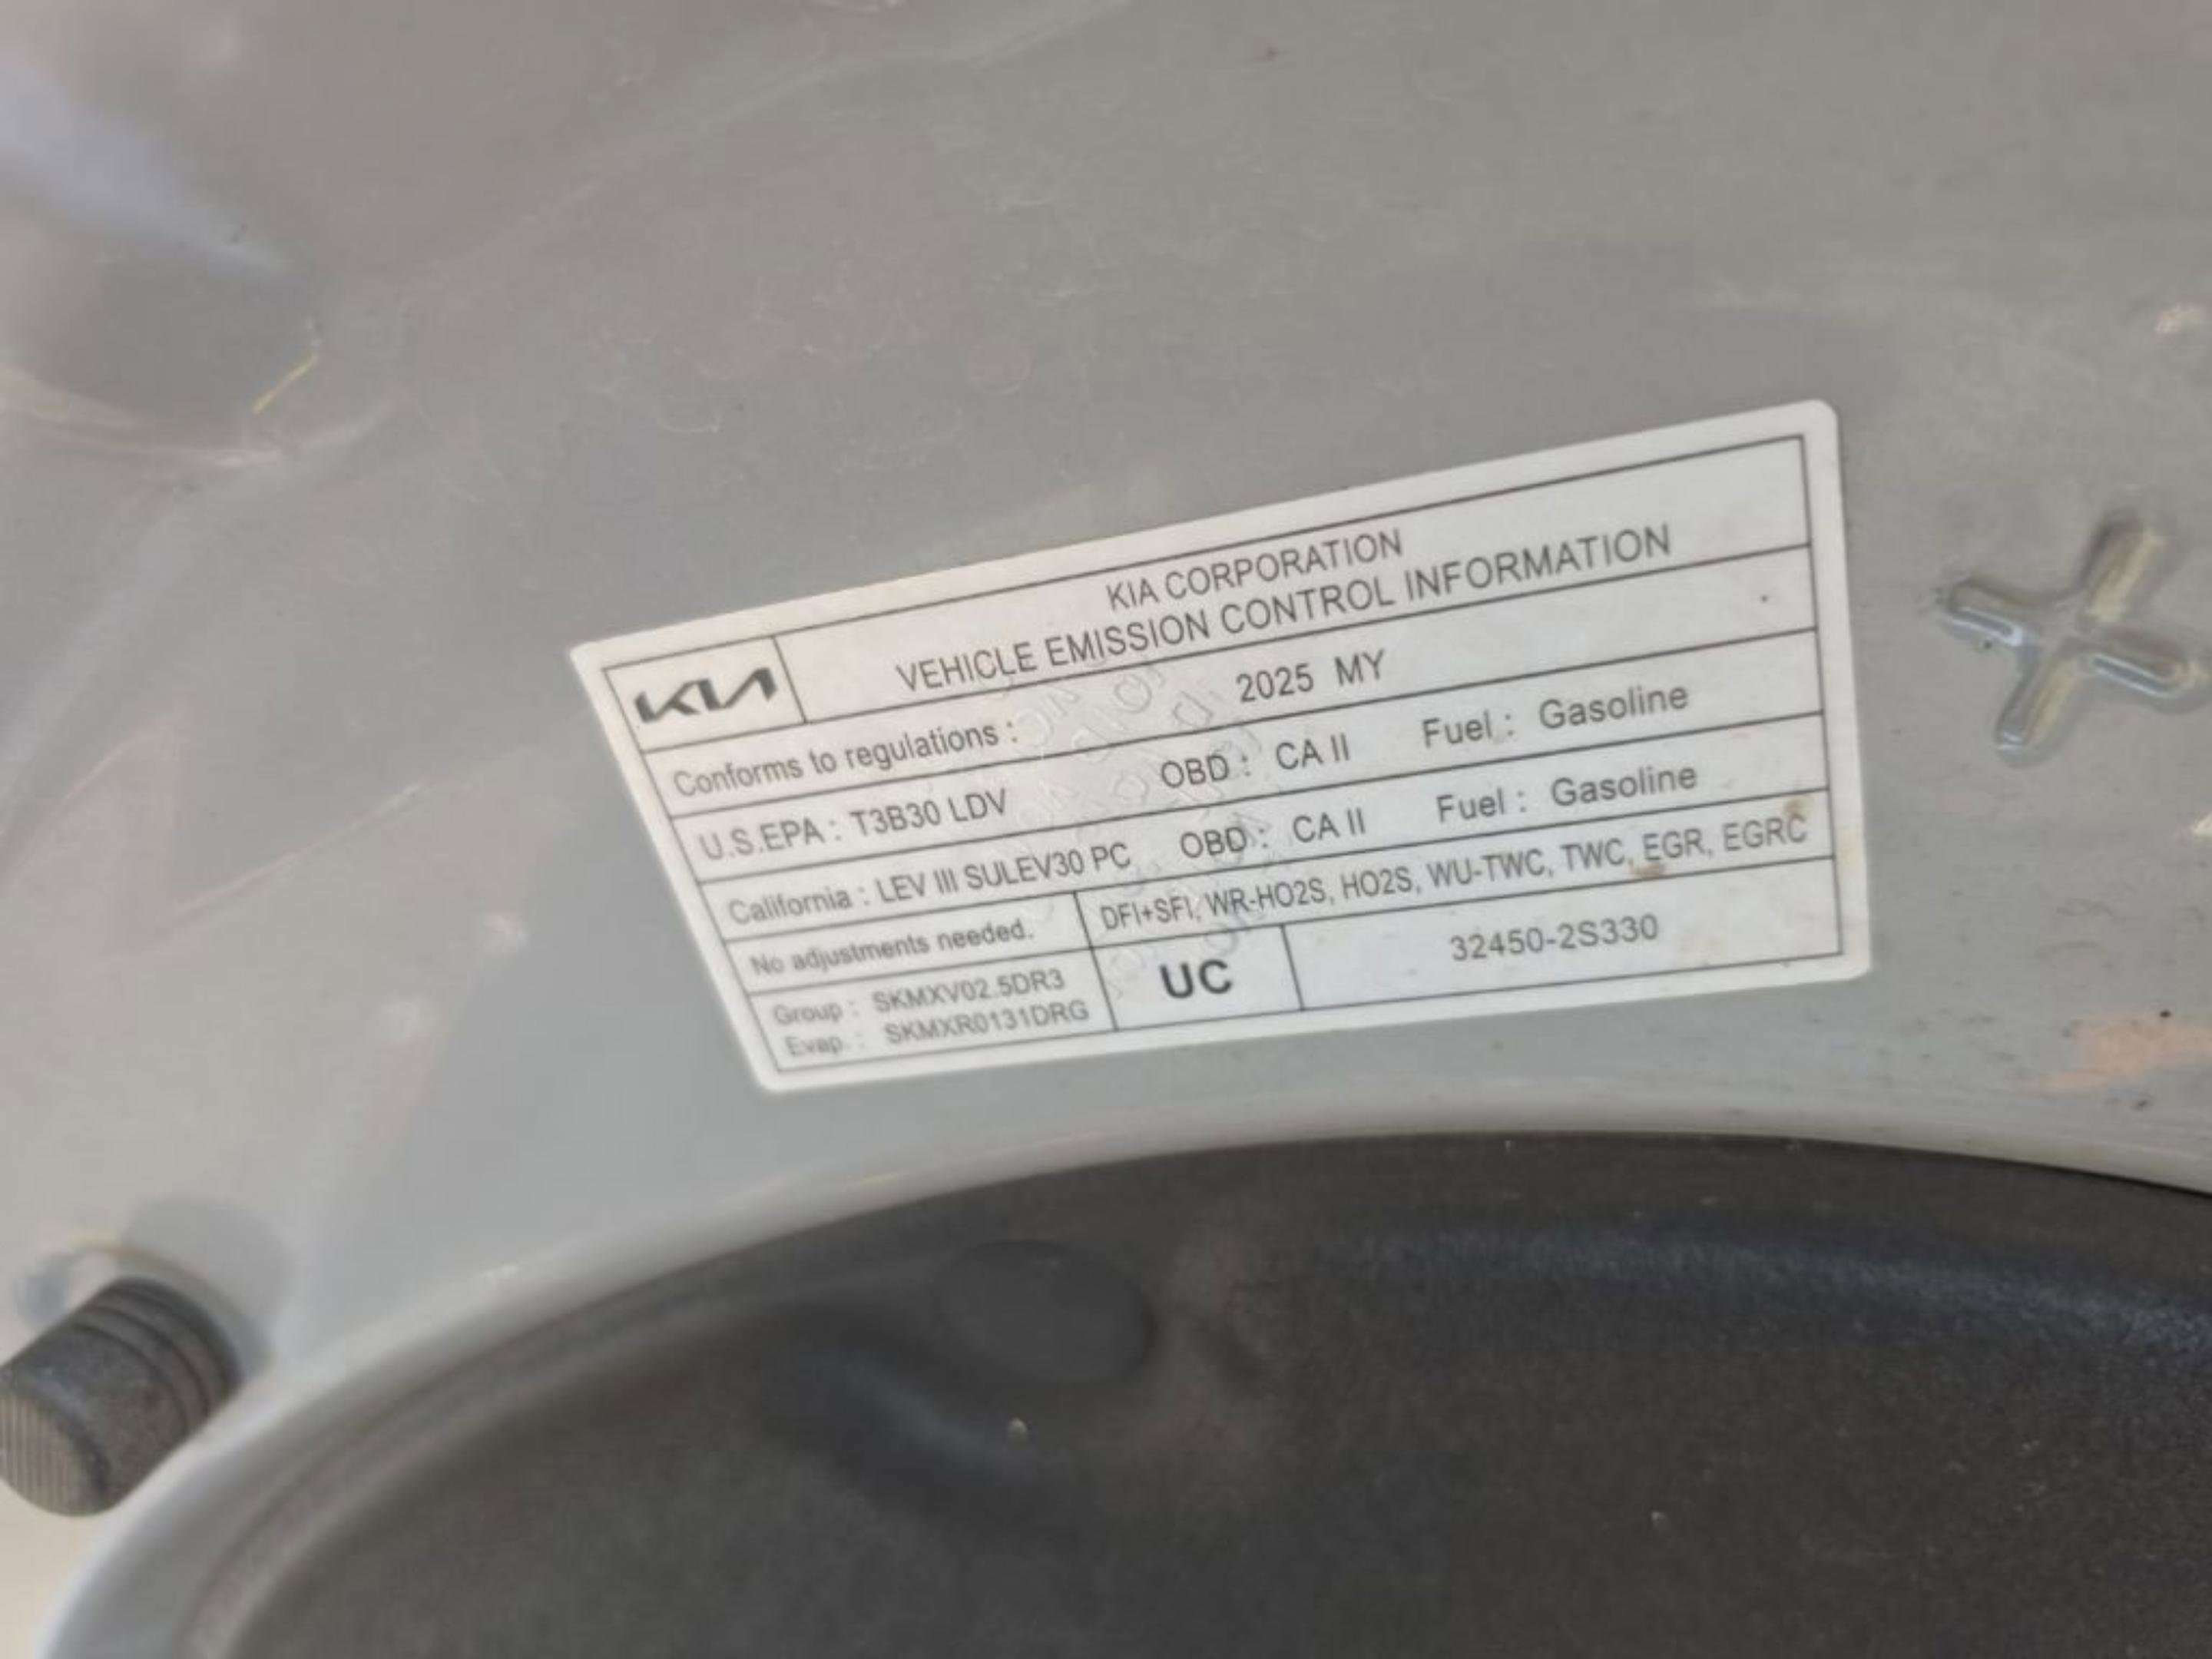 KIA
KIA CORPORATION
VEHICLE EMISSION CONTROL INFORMATION
Conforms to regulations : 2025 MY
U.S.EPA : T3B30 LDV OBD : CA II Fuel : Gasoline
California : LEV III SULEV30 PC OBD : CA II Fuel : Gasoline
No adjustments needed. DFI+SFI, WR-HO2S, HO2S, WU-TWC, TWC, EGR, EGRC
Group : SKMXV02.5DR3
Evap. : SKMXR0131DRG
UC
32450-2S330